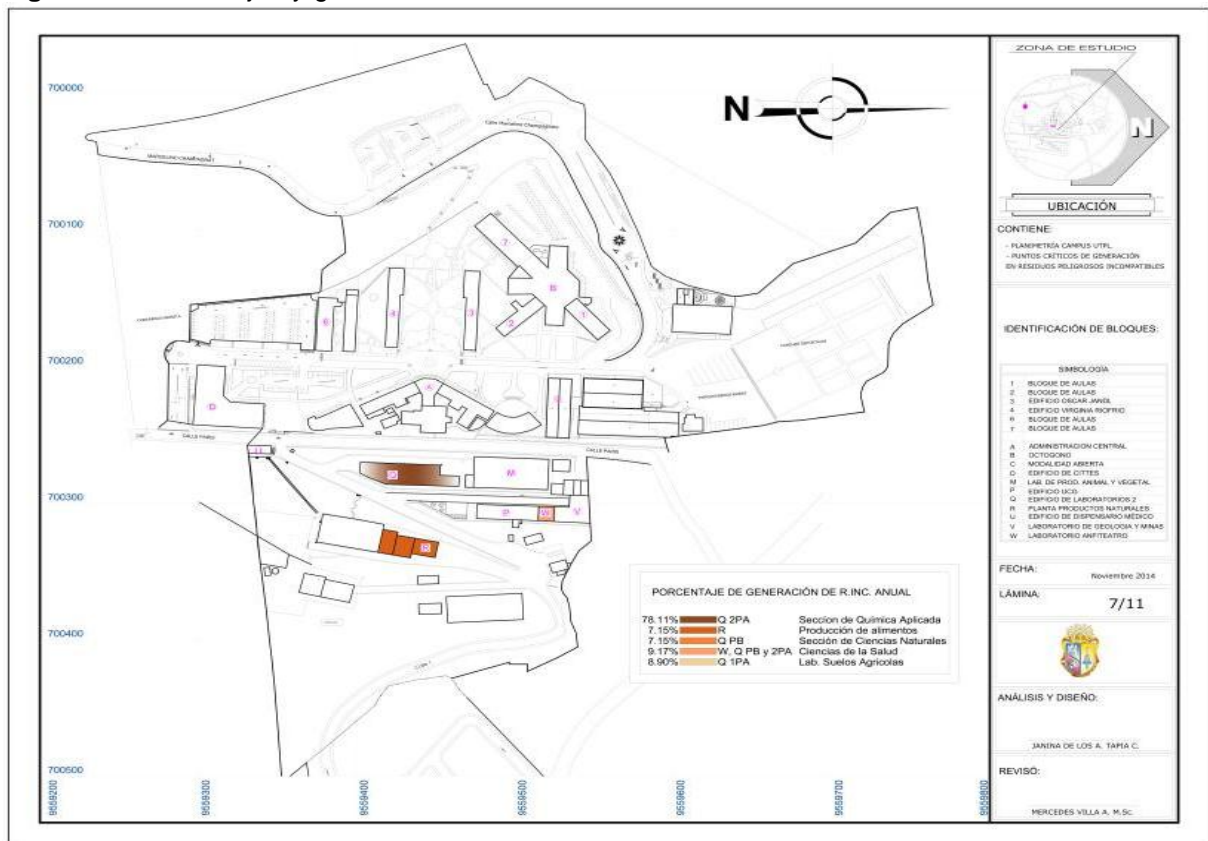 N
700000
700100
700200
700300
700400
700500
9559200
9559300
9559400
9559500
9559600
9559700
9559800
CALLE PARIS
CALLE PARIS
7
B
1
2
3
4
6
A
D
U
Q
M
P
W
V
R
PORCENTAJE DE GENERACIÓN DE R.INC. ANUAL
78.11% Q 2PA Seccion de Química Aplicada
7.15% R Producción de alimentos
7.15% Q PB Sección de Ciencias Naturales
9.17% W, Q PB y 2PA Ciencias de la Salud
8.90% Q 1PA Lab. Suelos Agricolas
ZONA DE ESTUDIO
N
UBICACIÓN
CONTIENE:
- PLANIMETRÍA CAMPUS UTPL.
- PUNTOS CRÍTICOS DE GENERACIÓN
EN RESIDUOS PELIGROSOS INCOMPATIBLES
IDENTIFICACIÓN DE BLOQUES:
SIMBOLOGÍA
1 BLOQUE DE AULAS
2 BLOQUE DE AULAS
3 EDIFICIO OSCAR JANDL
4 EDIFICIO VIRGINIA RIOFRIO
6 BLOQUE DE AULAS
7 BLOQUE DE AULAS
A ADMINISTRACION CENTRAL
B OCTOGONO
C MODALIDAD ABIERTA
D EDIFICIO DE CITTES
M LAB. DE PROD. ANIMAL Y VEGETAL
P EDIFICIO UCG
Q EDIFICIO DE LABORATORIOS 2
R PLANTA PRODUCTOS NATURALES
U EDIFICIO DE DISPENSARIO MÉDICO
V LABORATORIO DE GEOLOGIA Y MINAS
W LABORATORIO ANFITEATRO
FECHA:
Noviembre 2014
LÁMINA:
7/11
ANÁLISIS Y DISEÑO:
JANINA DE LOS A. TAPIA C.
REVISÓ:
MERCEDES VILLA A. M.Sc.